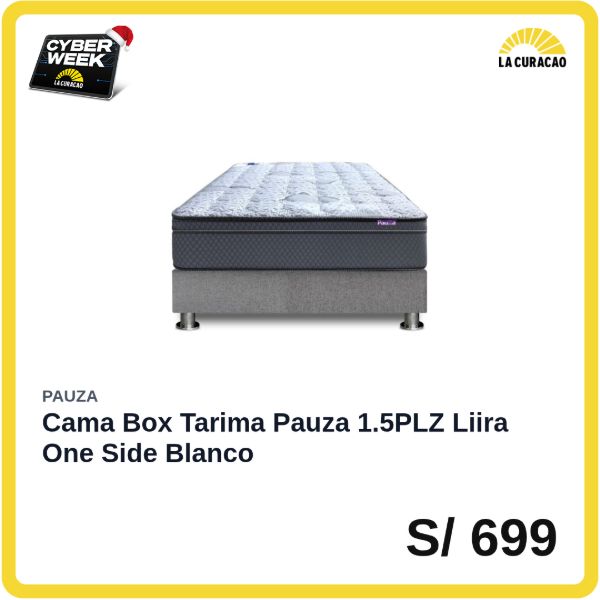 CYBER
WEEK
LA CURACAO
LA CURACAO
Pauza
PAUZA
Cama Box Tarima Pauza 1.5PLZ Liira
One Side Blanco
S/ 699